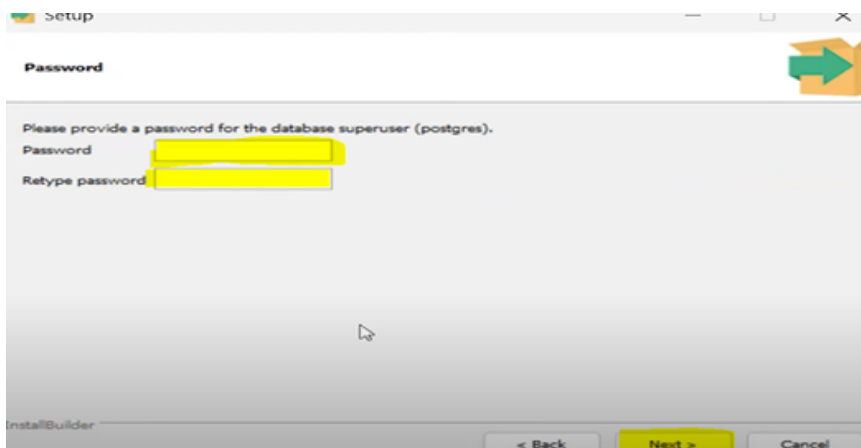 Setup
Password
Please provide a password for the database superuser (postgres).
Password
Retype password
InstallBuilder
< Back Next > Cancel